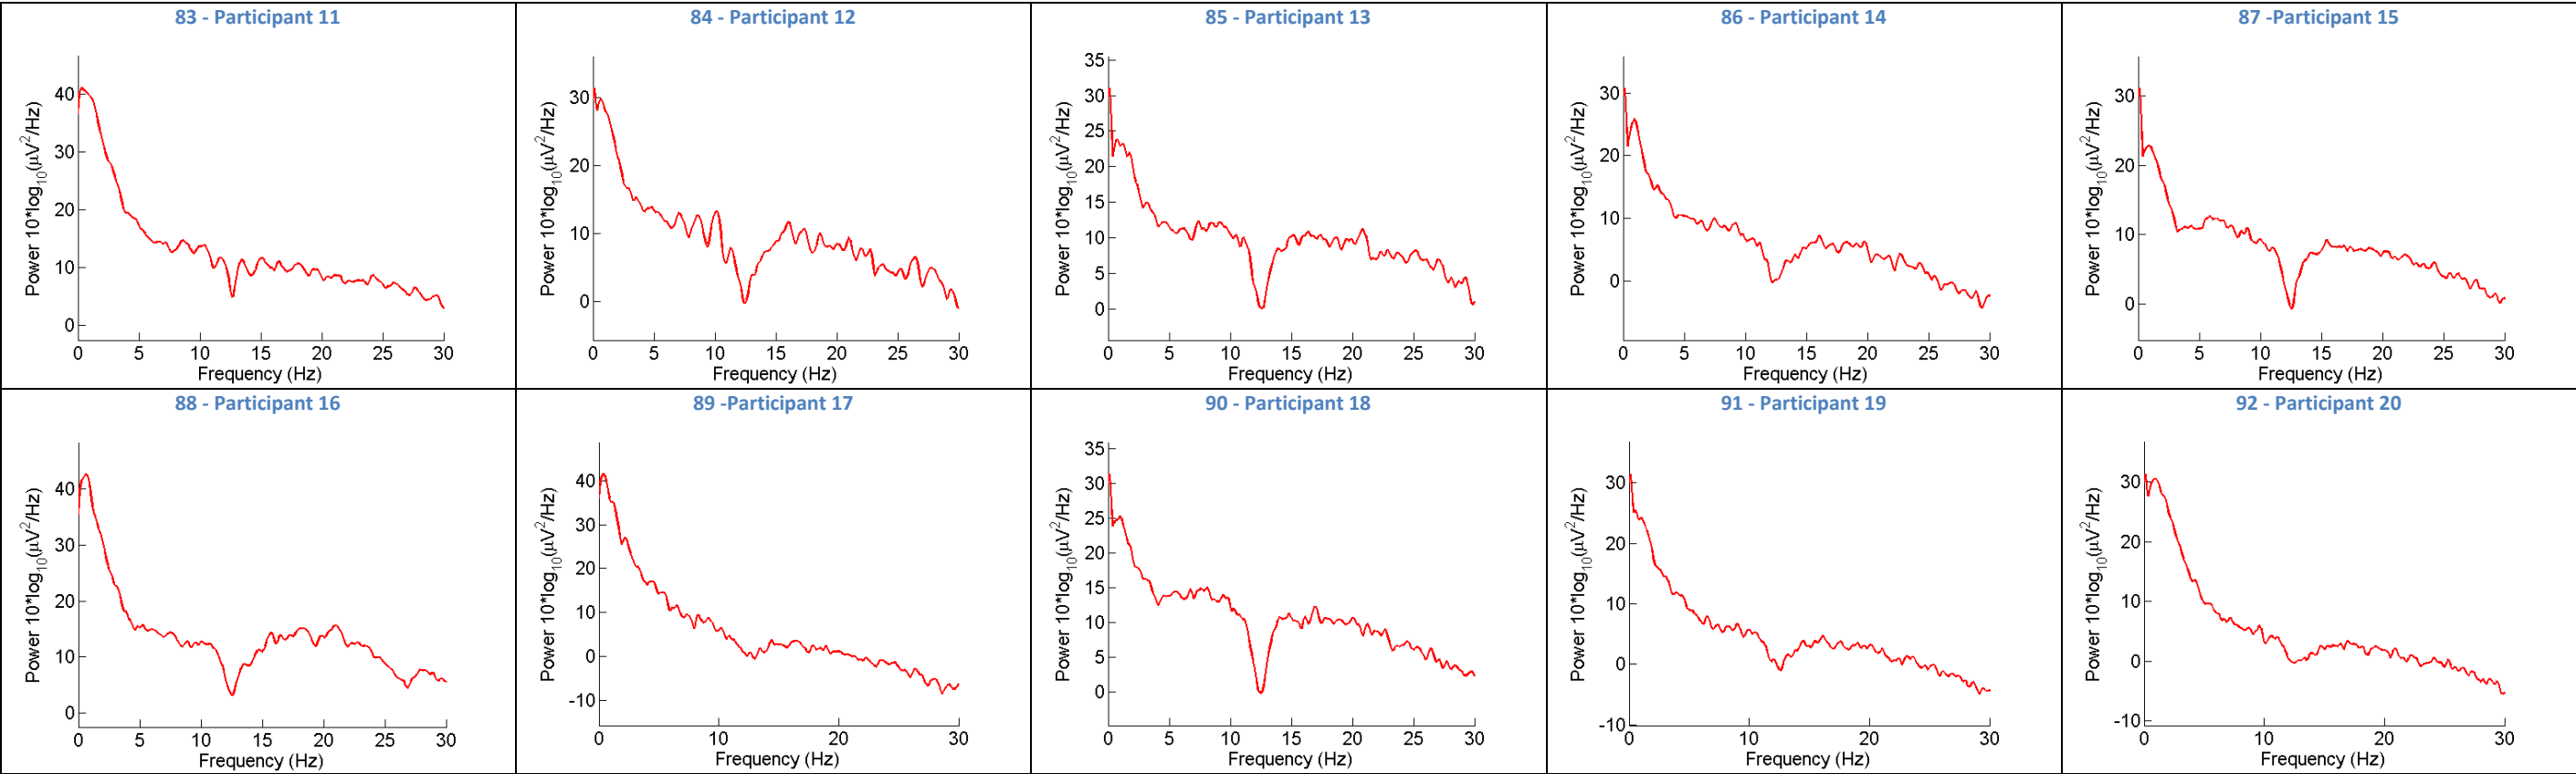 83 - Participant 11
Power 10*log10(μV2/Hz)
40
30
20
10
0
0 5 10 15 20 25 30
Frequency (Hz)
84 - Participant 12
Power 10*log10(μV2/Hz)
30
20
10
0
0 5 10 15 20 25 30
Frequency (Hz)
85 - Participant 13
Power 10*log10(μV2/Hz)
35
30
25
20
15
10
5
0
0 5 10 15 20 25 30
Frequency (Hz)
86 - Participant 14
Power 10*log10(μV2/Hz)
30
20
10
0
0 5 10 15 20 25 30
Frequency (Hz)
87 -Participant 15
Power 10*log10(μV2/Hz)
30
20
10
0
0 5 10 15 20 25 30
Frequency (Hz)
88 - Participant 16
Power 10*log10(μV2/Hz)
40
30
20
10
0
0 5 10 15 20 25 30
Frequency (Hz)
89 -Participant 17
Power 10*log10(μV2/Hz)
40
30
20
10
0
-10
0 10 20 30
Frequency (Hz)
90 - Participant 18
Power 10*log10(μV2/Hz)
35
30
25
20
15
10
5
0
0 5 10 15 20 25 30
Frequency (Hz)
91 - Participant 19
Power 10*log10(μV2/Hz)
30
20
10
0
-10
0 10 20 30
Frequency (Hz)
92 - Participant 20
Power 10*log10(μV2/Hz)
30
20
10
0
-10
0 10 20 30
Frequency (Hz)